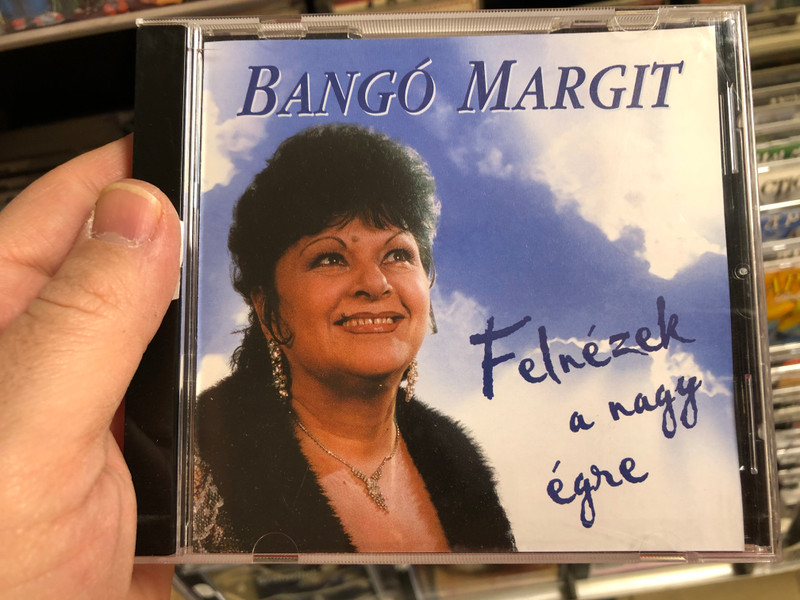 BANGÓ MARGIT
Felnézek
a nagy
égre